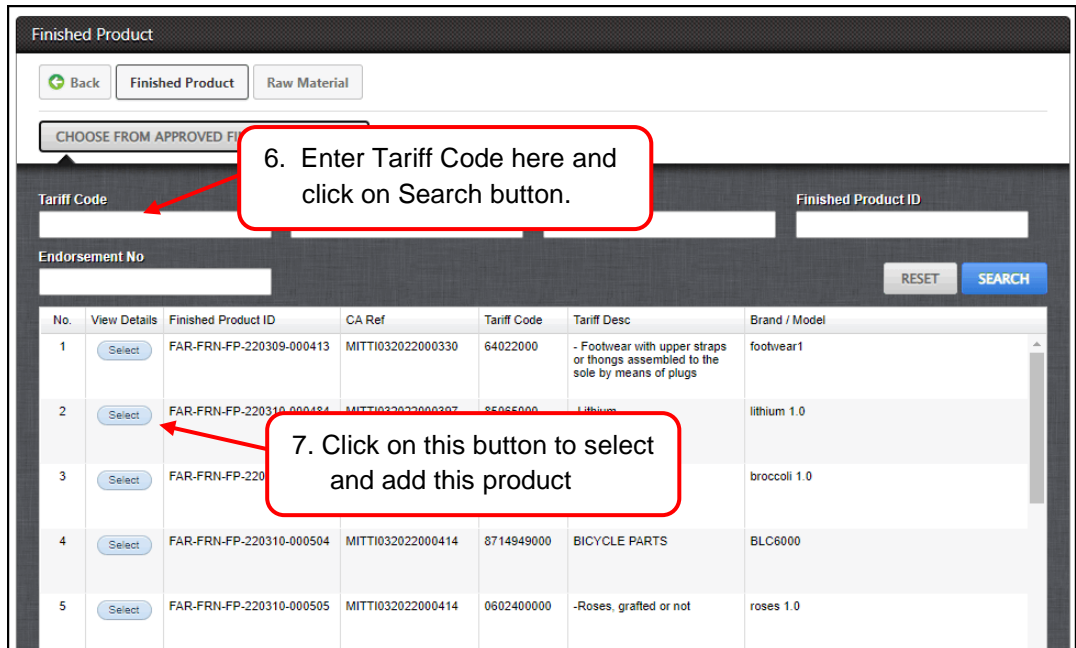 Finished Product
Back Finished Product Raw Material
CHOOSE FROM APPROVED
6. Enter Tariff Code here and
click on Search button.
Tariff Code Finished Product ID
Endorsement No
RESET SEARCH
No. View Details Finished Product ID CA Ref Tariff Code Tariff Desc Brand / Model
1 Select FAR-FRN-FP-220309-000413 MITTI032022000330 64022000 - Footwear with upper straps footwear1
or thongs assembled to the
sole by means of plugs
2 Select lithium 1.0
7. Click on this button to select
and add this product
3 Select FAR-FRN-FP-220 broccoli 1.0
4 Select FAR-FRN-FP-220310-000504 MITTI032022000414 8714949000 BICYCLE PARTS BLC6000
5 Select FAR-FRN-FP-220310-000505 MITTI032022000414 0602400000 -Roses, grafted or not roses 1.0